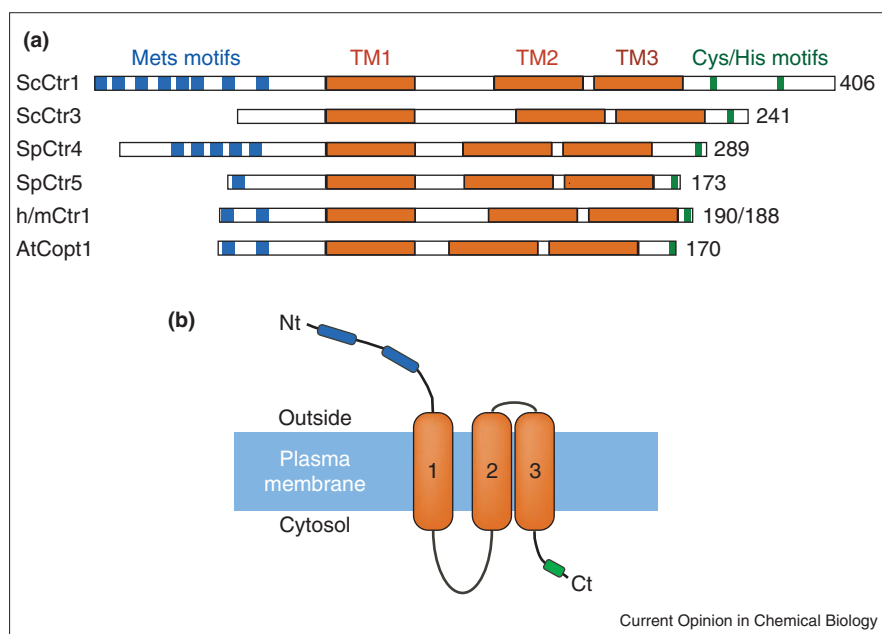 (a)
Mets motifs TM1 TM2 TM3 Cys/His motifs
ScCtr1 406
ScCtr3 241
SpCtr4 289
SpCtr5 173
h/mCtr1 190/188
AtCopt1 170
(b)
Nt
Outside
Plasma
membrane
1 2 3
Cytosol
Ct
Current Opinion in Chemical Biology